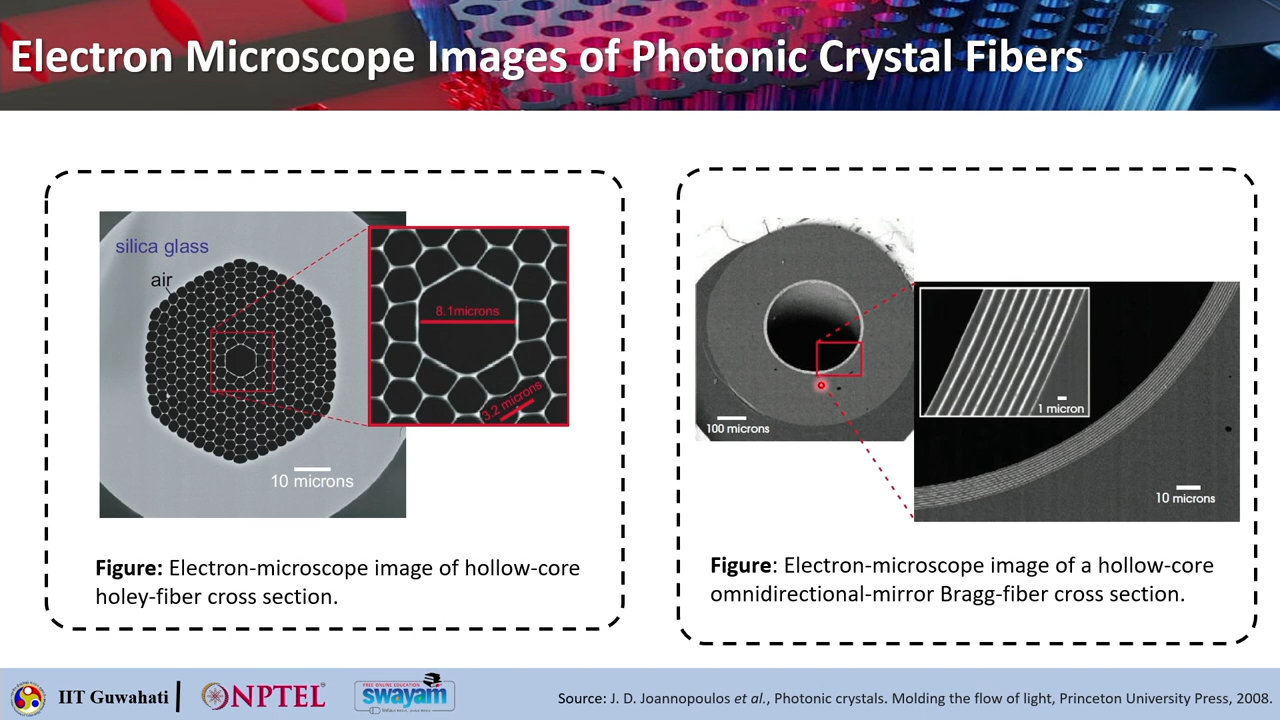 Electron Microscope Images of Photonic Crystal Fibers
silica glass
air
8.1microns
3.2 microns
10 microns
Figure: Electron-microscope image of hollow-core
holey-fiber cross section.
100 microns
1 micron
10 microns
Figure: Electron-microscope image of a hollow-core
omnidirectional-mirror Bragg-fiber cross section.
IIT Guwahati
NPTEL
FREE ONLINE EDUCATION
swayam
Source: J. D. Joannopoulos et al., Photonic crystals. Molding the flow of light, Princeton University Press, 2008.